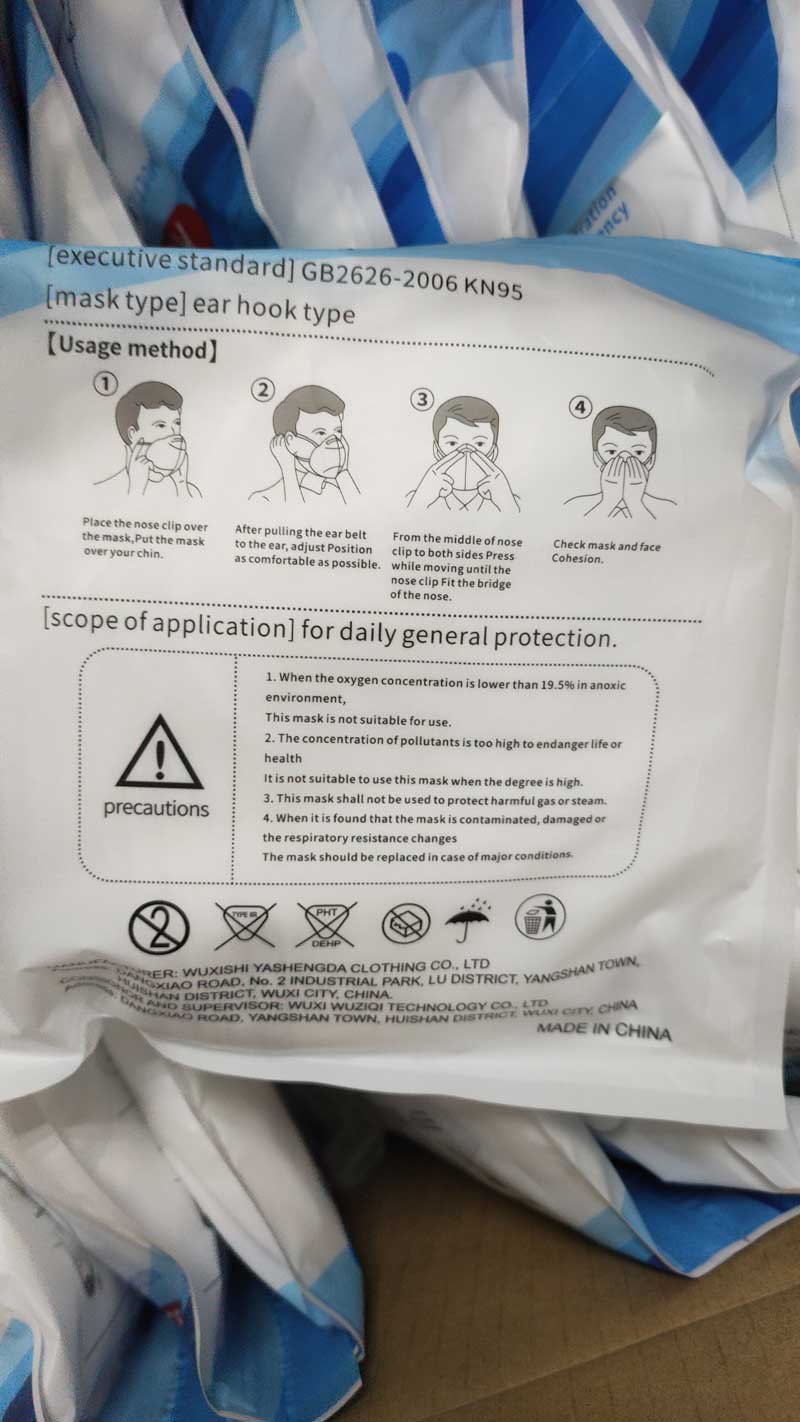 ration
ncy
[executive standard] GB2626-2006 KN95
[mask type] ear hook type
【Usage method】
① ② ③ ④
Place the nose clip over
the mask,Put the mask
over your chin.
After pulling the ear belt
to the ear, adjust Position
as comfortable as possible.
From the middle of nose
clip to both sides Press
while moving until the
nose clip Fit the bridge
of the nose.
Check mask and face
Cohesion.
[scope of application] for daily general protection.
precautions
1. When the oxygen concentration is lower than 19.5% in anoxic
environment,
This mask is not suitable for use.
2. The concentration of pollutants is too high to endanger life or
health
It is not suitable to use this mask when the degree is high.
3. This mask shall not be used to protect harmful gas or steam.
4. When it is found that the mask is contaminated, damaged or
the respiratory resistance changes
The mask should be replaced in case of major conditions.
2
TYPE IIR
PHT
DEHP
WUXISHI YASHENGDA CLOTHING CO., LTD
ROAD, No. 2 INDUSTRIAL PARK, LU DISTRICT, YANGSHAN TOWN,
DISTRICT, WUXI CITY, CHINA.
AND SUPERVISOR: WUXI WUZIQI TECHNOLOGY CO., LTD
ROAD, YANGSHAN TOWN, HUISHAN DISTRICT, WUXI CITY, CHINA
MADE IN CHINA